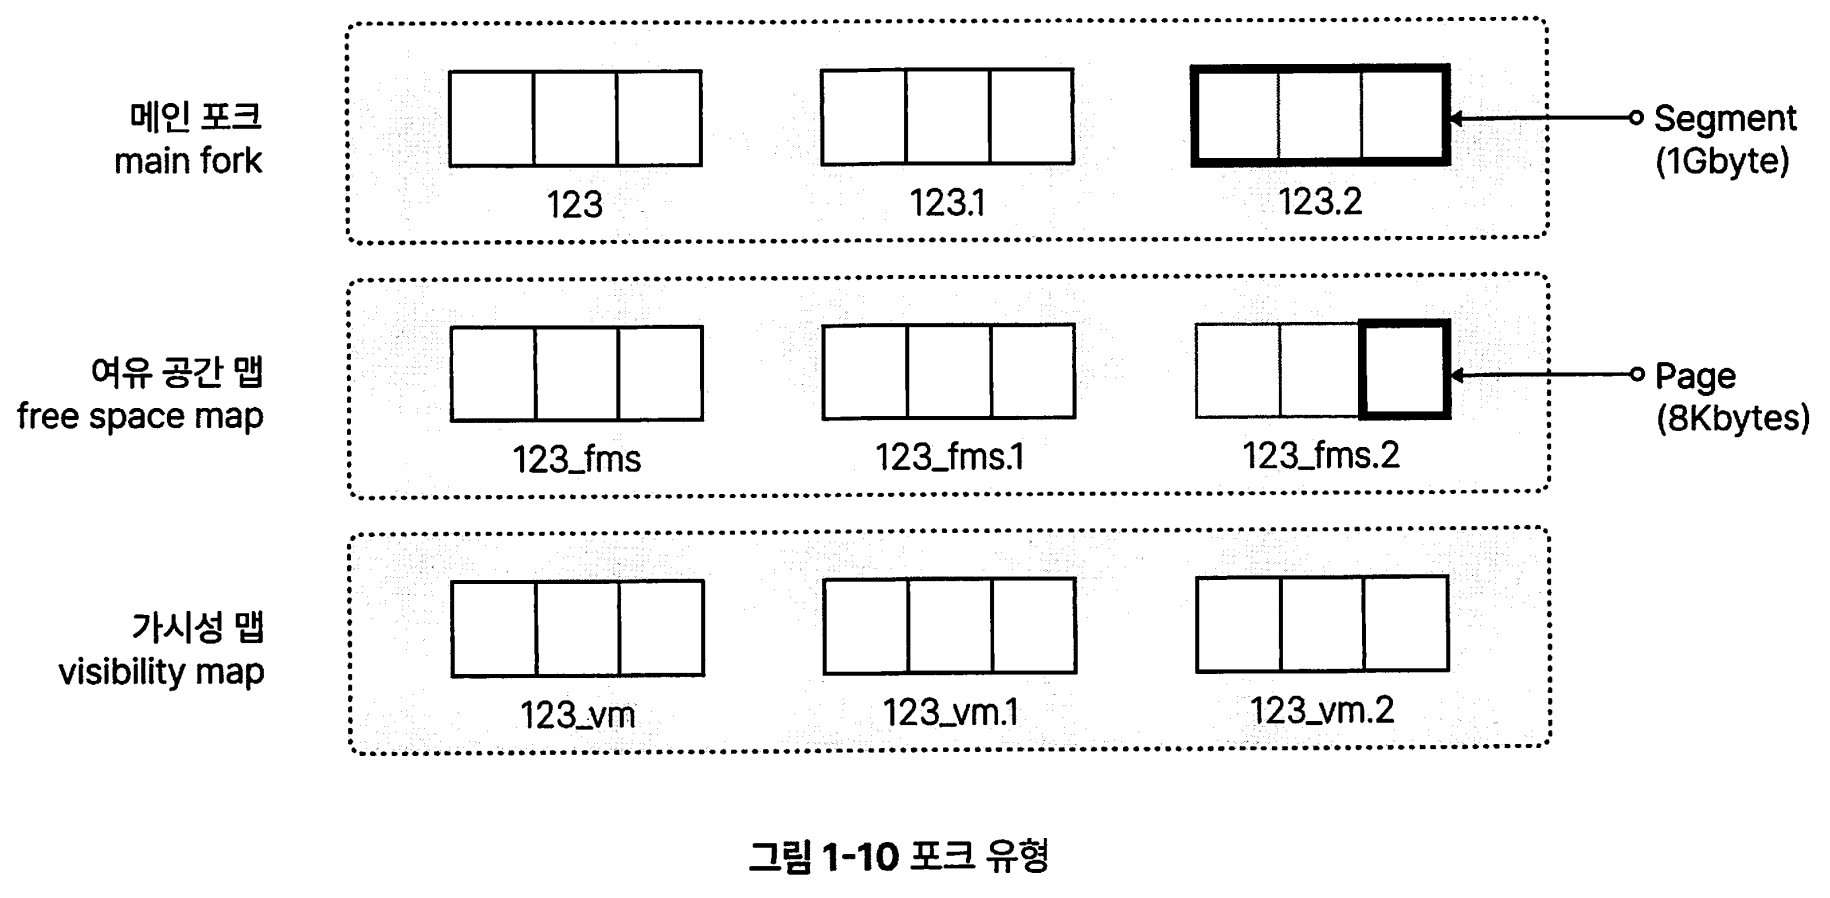 메인 포크
main fork
123
123.1
123.2
Segment
(1Gbyte)
여유 공간 맵
free space map
123_fms
123_fms.1
123_fms.2
Page
(8Kbytes)
가시성 맵
visibility map
123_vm
123_vm.1
123_vm.2
그림 1-10 포크 유형